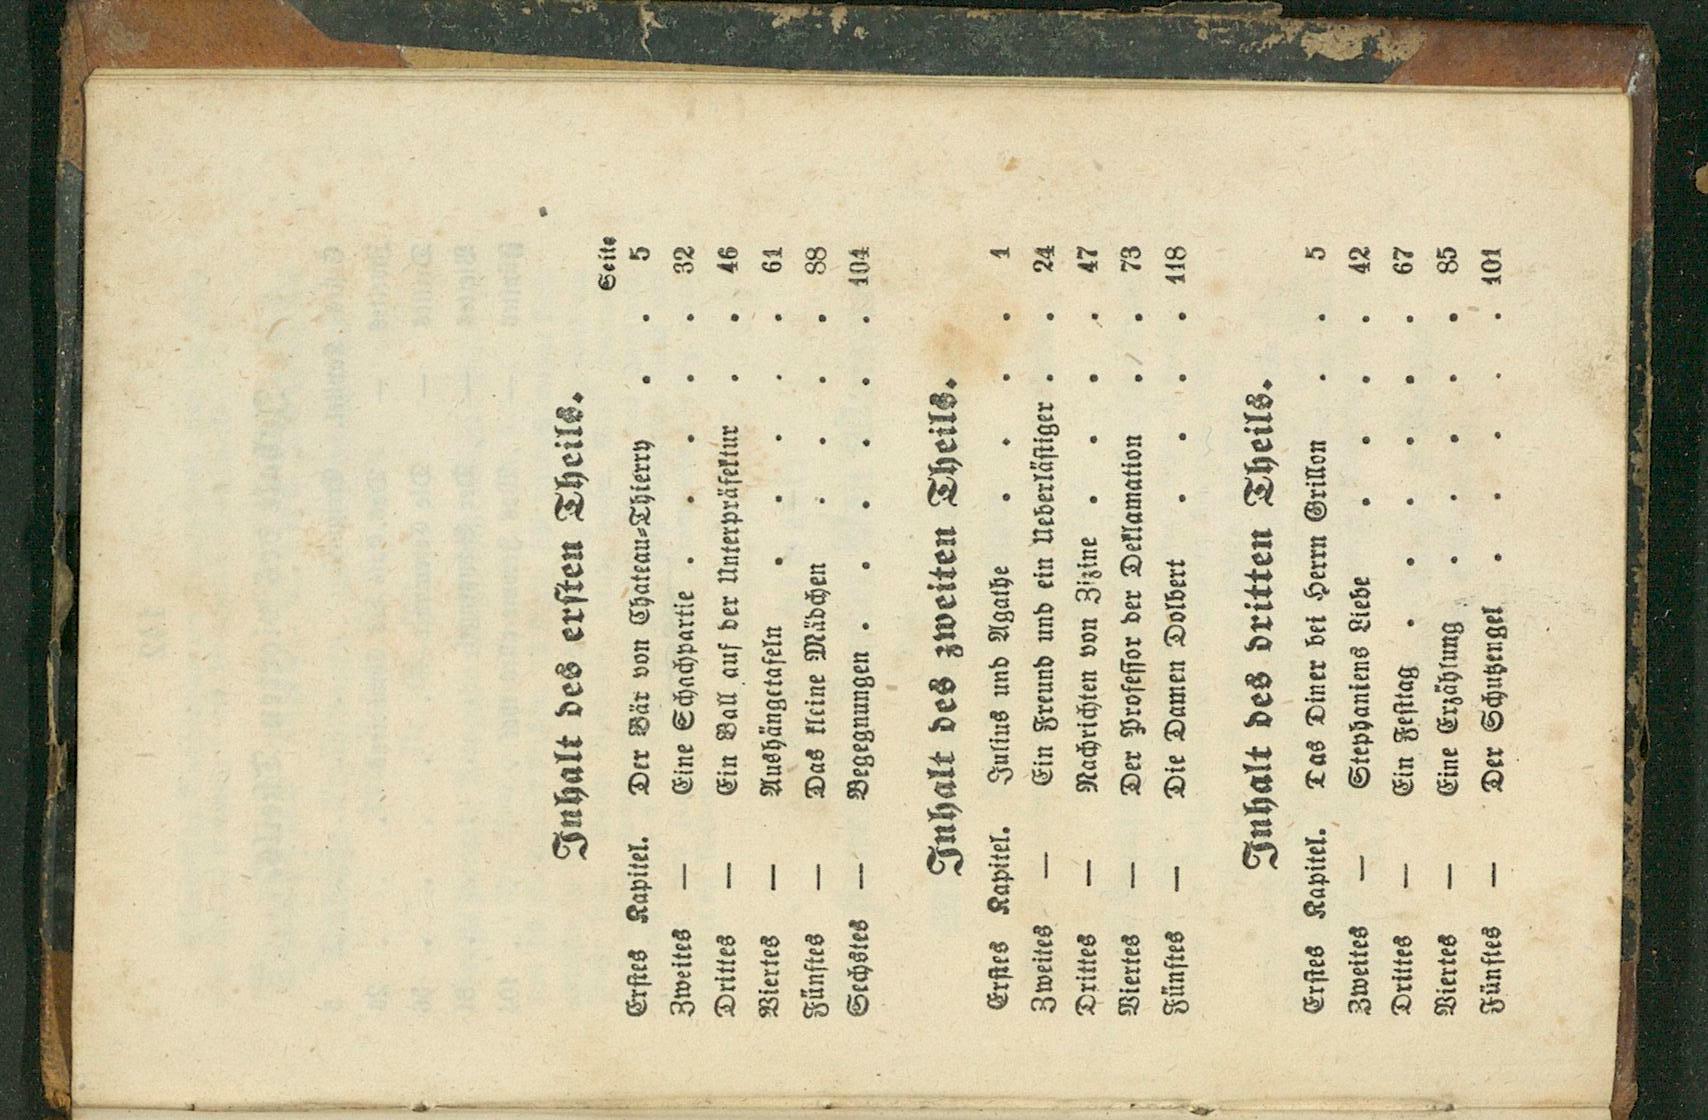 Inhalt des ersten Theils.
Seite
Erstes Kapitel. Der Bär von Chateau-Thierry . . 5
Zweites — Eine Schachpartie . . . . . 32
Drittes — Ein Ball auf der Unterpräfektur . . 46
Viertes — Aushängetafeln . . . . . 61
Fünftes — Das kleine Mädchen . . . . 88
Sechstes — Begegnungen . . . . . . 104
Inhalt des zweiten Theils.
Erstes Kapitel. Julius und Agathe . . . . 1
Zweites — Ein Freund und ein Ueberlästiger . . 24
Drittes — Nachrichten von Zizine . . . . 47
Viertes — Der Professor der Deklamation . . 73
Fünftes — Die Damen Dolbert . . . . 118
Inhalt des dritten Theils.
Erstes Kapitel. Das Diner bei Herrn Grillon . . 5
Zweites — Stephaniens Liebe . . . . 42
Drittes — Ein Festtag . . . . . . 67
Viertes — Eine Erzählung . . . . . 85
Fünftes — Der Schutzengel . . . . . 101